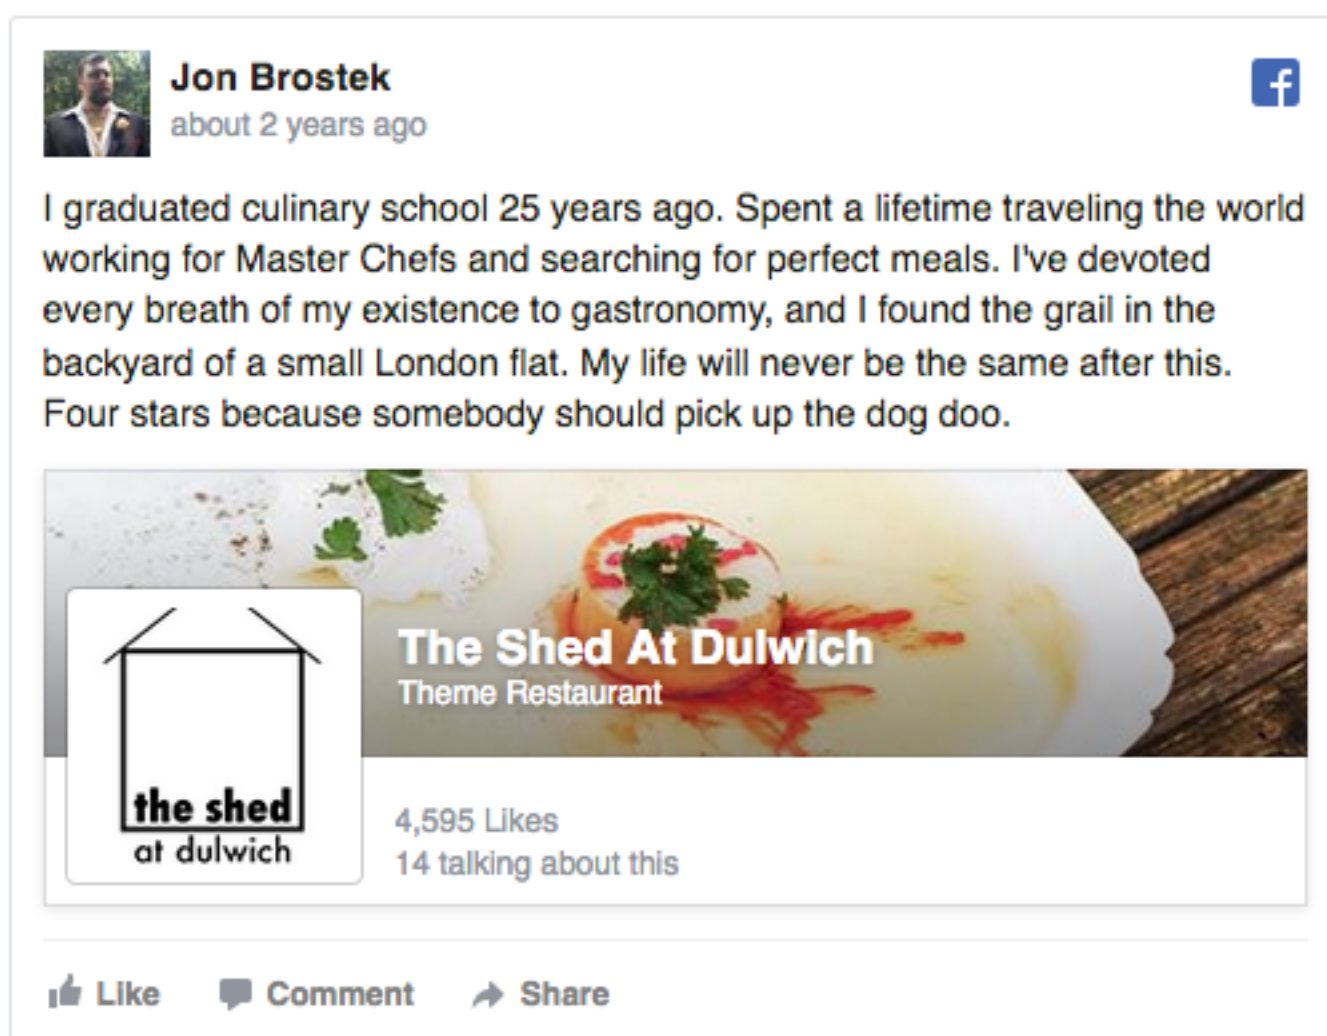 Jon Brostek
about 2 years ago
I graduated culinary school 25 years ago. Spent a lifetime traveling the world
working for Master Chefs and searching for perfect meals. I've devoted
every breath of my existence to gastronomy, and I found the grail in the
backyard of a small London flat. My life will never be the same after this.
Four stars because somebody should pick up the dog doo.
The Shed At Dulwich
Theme Restaurant
the shed
at dulwich
4,595 Likes
14 talking about this
Like Comment Share